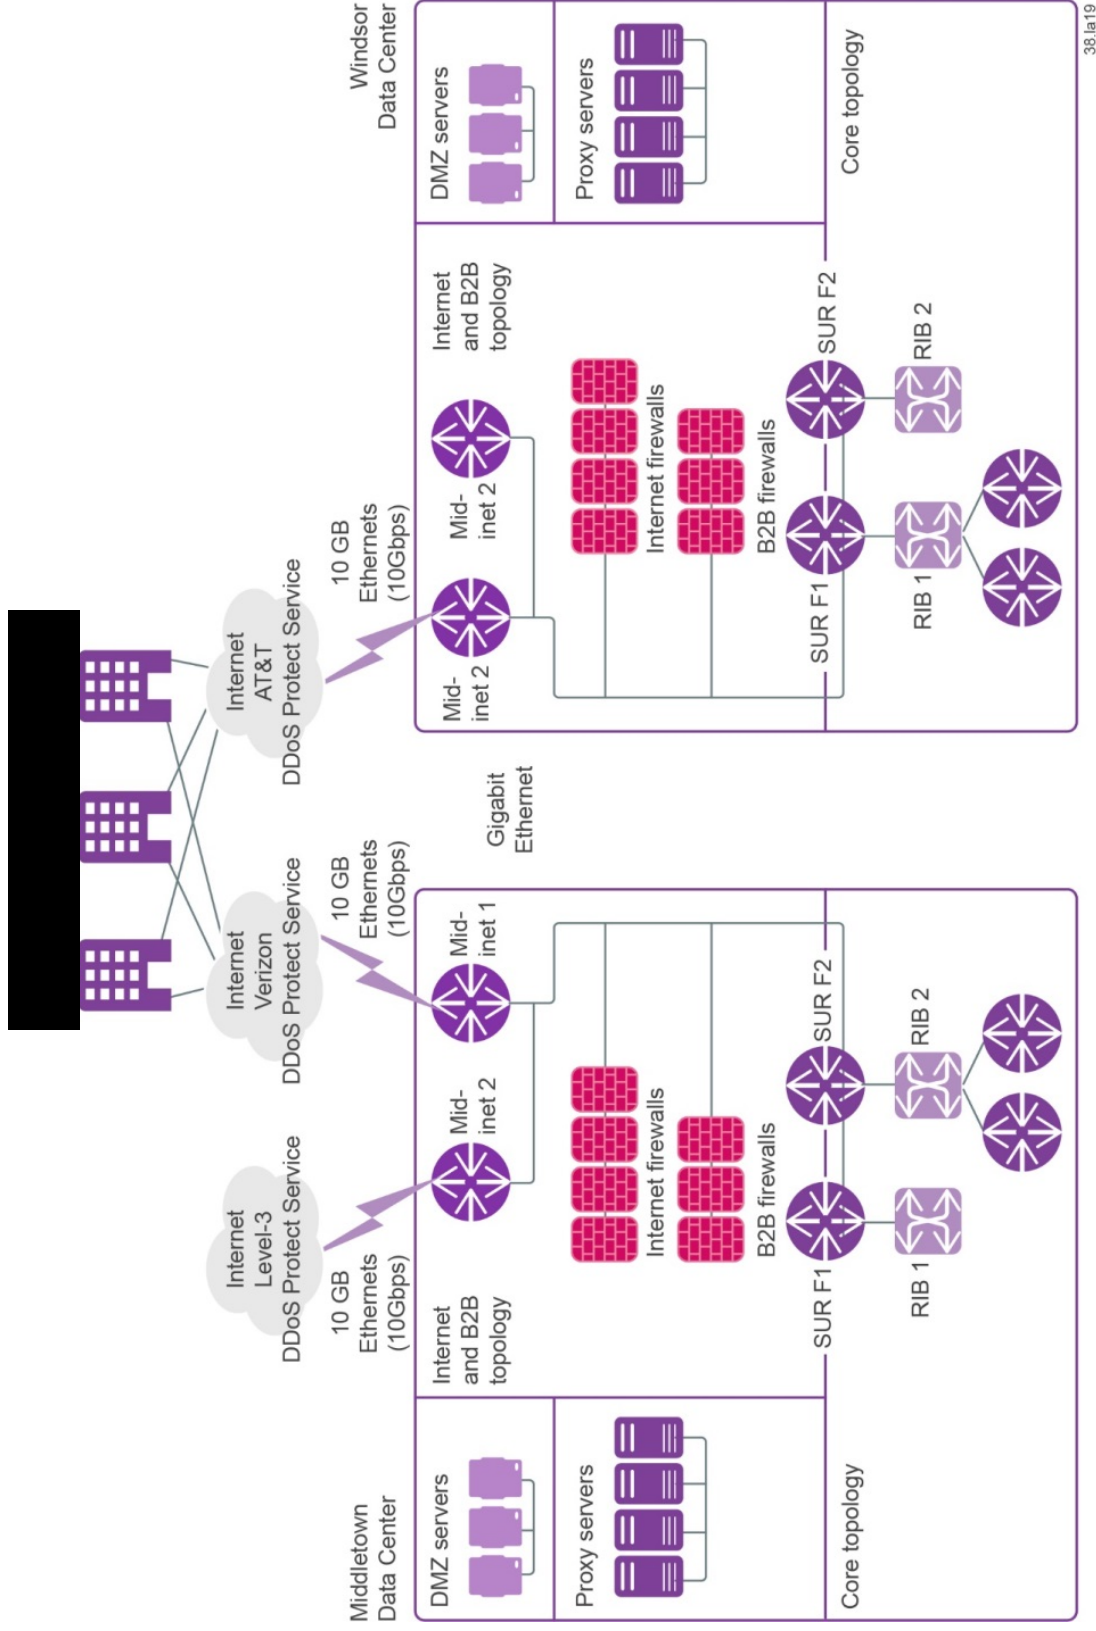 Middletown
Data Center
Windsor
Data Center
Internet
Level-3
DDoS Protect Service
Internet
Verizon
DDoS Protect Service
Internet
AT&T
DDoS Protect Service
10 GB
Ethernets
(10Gbps)
10 GB
Ethernets
(10Gbps)
10 GB
Ethernets
(10Gbps)
DMZ servers
Proxy servers
Core topology
Internet
and B2B
topology
Mid-
inet 2
Mid-
inet 1
Internet firewalls
B2B firewalls
SUR F1
SUR F2
RIB 1
RIB 2
Gigabit
Ethernet
Mid-
inet 2
Mid-
inet 2
Internet
and B2B
topology
Internet firewalls
B2B firewalls
SUR F1
SUR F2
RIB 1
RIB 2
DMZ servers
Proxy servers
Core topology
38.la19